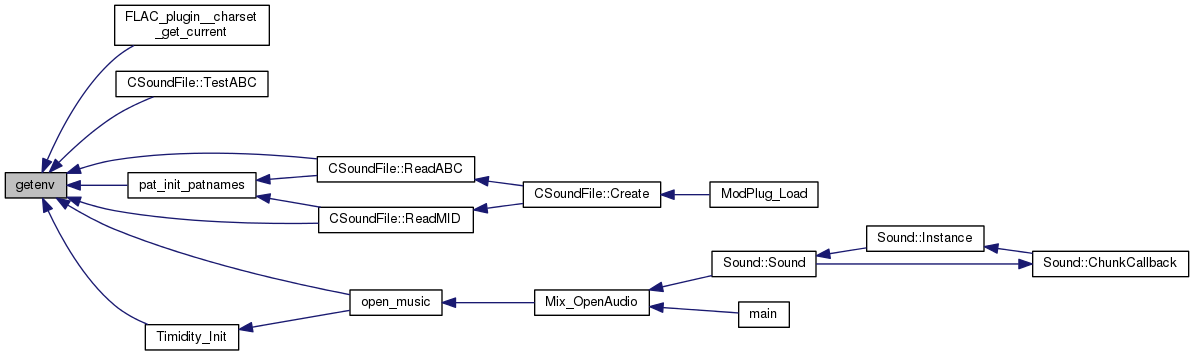 FLAC_plugin__charset
_get_current
CSoundFile::TestABC
getenv
pat_init_patnames
CSoundFile::ReadABC
CSoundFile::ReadMID
CSoundFile::Create
ModPlug_Load
Sound::Sound
Sound::Instance
Sound::ChunkCallback
open_music
Mix_OpenAudio
main
Timidity_Init